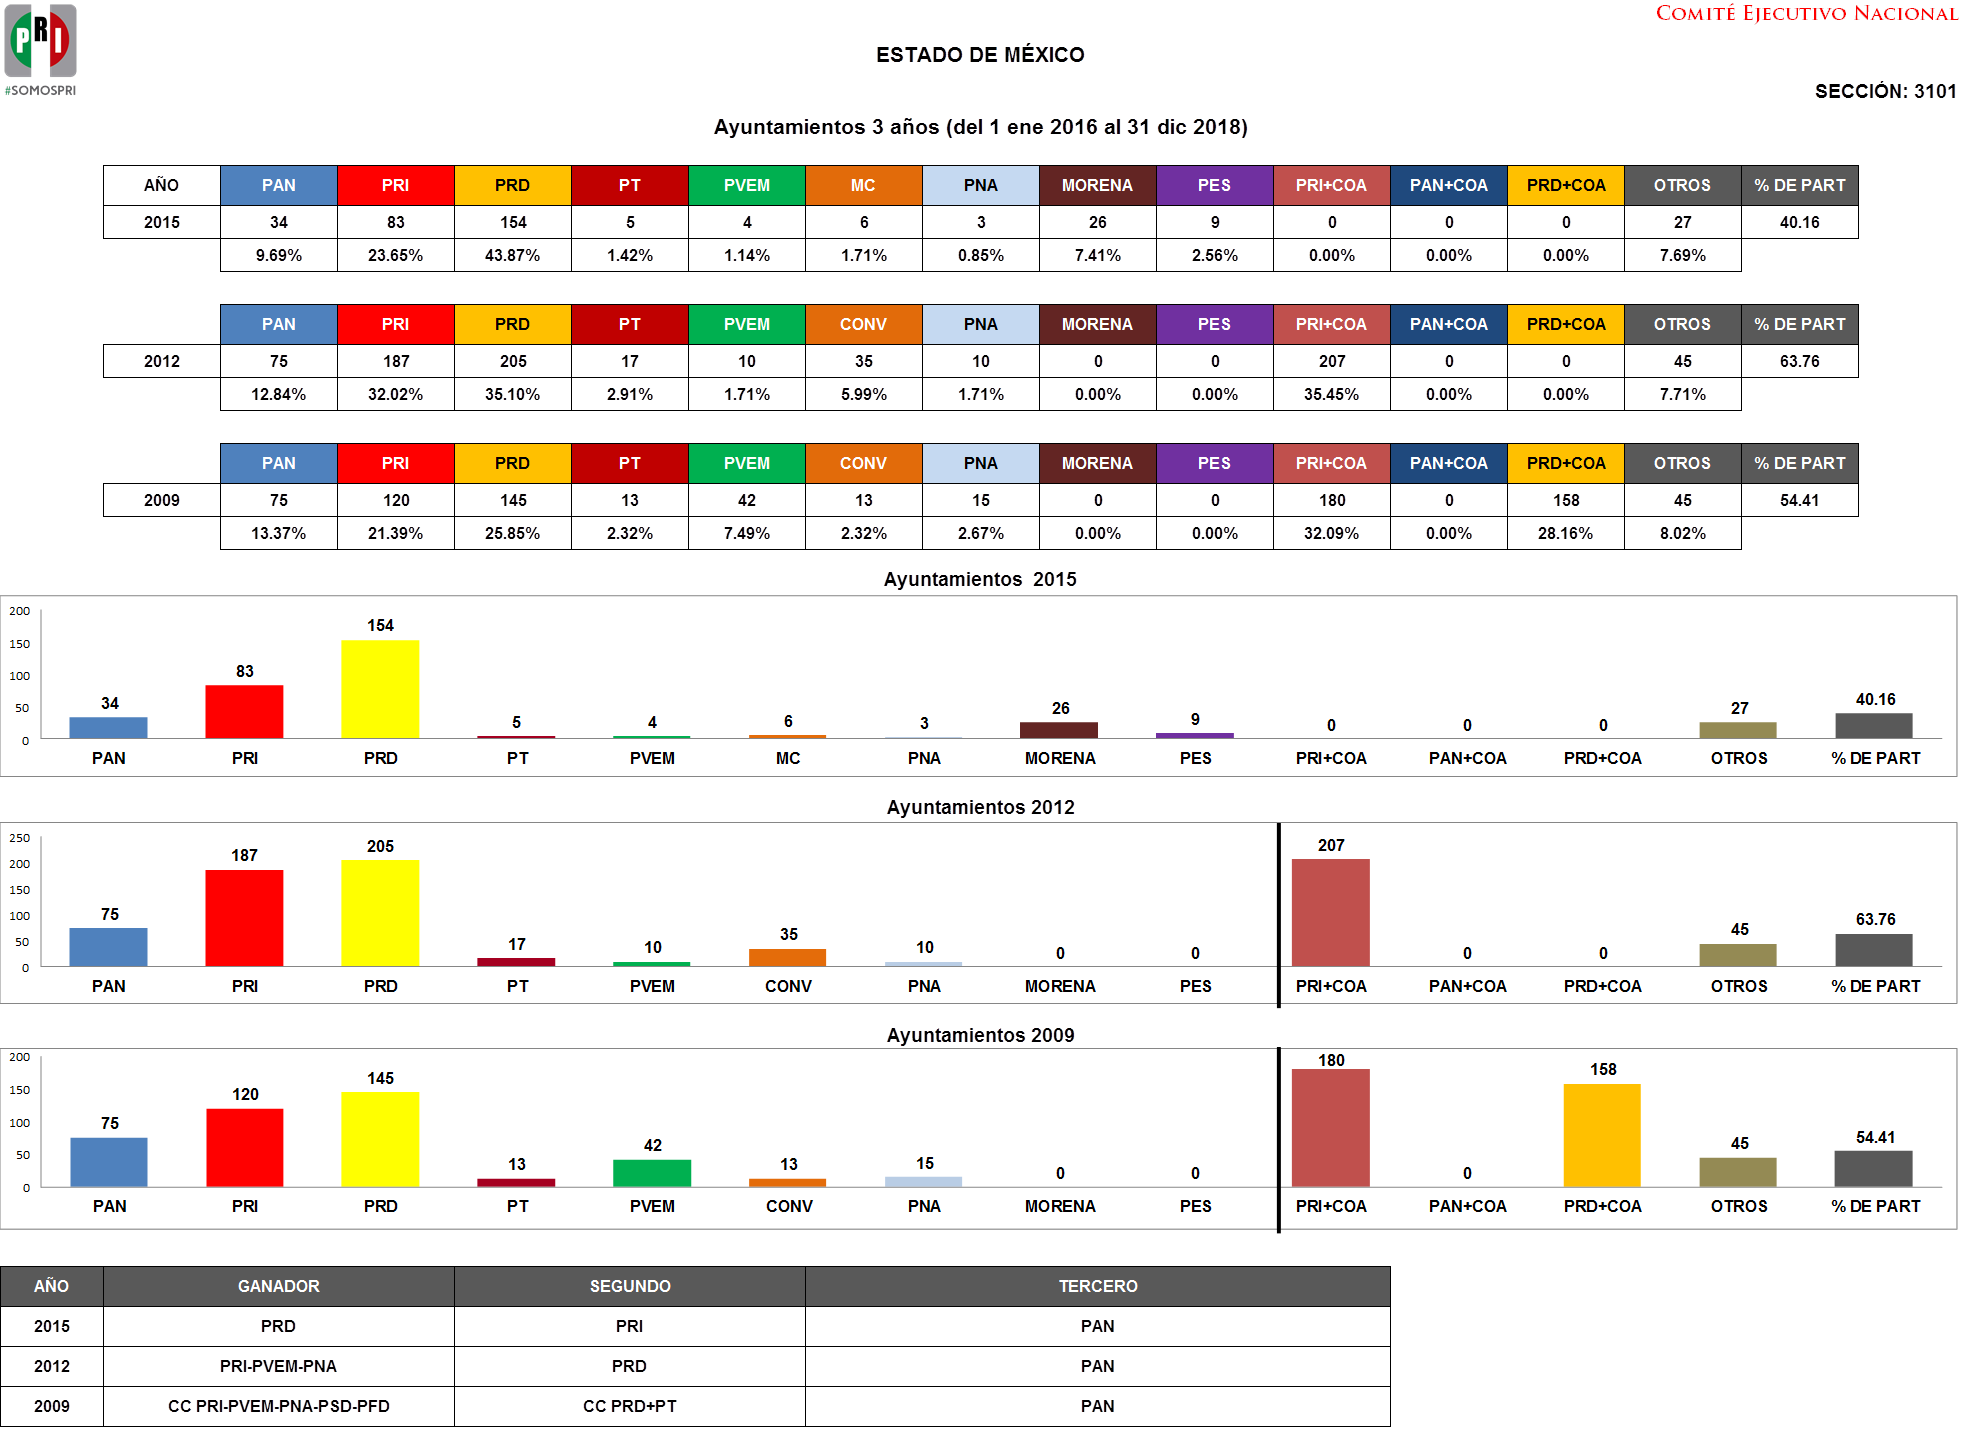 PRI
#SOMOSPRI
COMITÉ EJECUTIVO NACIONAL
ESTADO DE MÉXICO
SECCIÓN: 3101
Ayuntamientos 3 años (del 1 ene 2016 al 31 dic 2018)
AÑO PAN PRI PRD PT PVEM MC PNA MORENA PES PRI+COA PAN+COA PRD+COA OTROS % DE PART
2015 34 83 154 5 4 6 3 26 9 0 0 0 27 40.16
9.69% 23.65% 43.87% 1.42% 1.14% 1.71% 0.85% 7.41% 2.56% 0.00% 0.00% 0.00% 7.69%
PAN PRI PRD PT PVEM CONV PNA MORENA PES PRI+COA PAN+COA PRD+COA OTROS % DE PART
2012 75 187 205 17 10 35 10 0 0 207 0 0 45 63.76
12.84% 32.02% 35.10% 2.91% 1.71% 5.99% 1.71% 0.00% 0.00% 35.45% 0.00% 0.00% 7.71%
PAN PRI PRD PT PVEM CONV PNA MORENA PES PRI+COA PAN+COA PRD+COA OTROS % DE PART
2009 75 120 145 13 42 13 15 0 0 180 0 158 45 54.41
13.37% 21.39% 25.85% 2.32% 7.49% 2.32% 2.67% 0.00% 0.00% 32.09% 0.00% 28.16% 8.02%
Ayuntamientos 2015
200
150
100
50
0
34 83 154 5 4 6 3 26 9 0 0 0 27 40.16
PAN PRI PRD PT PVEM MC PNA MORENA PES PRI+COA PAN+COA PRD+COA OTROS % DE PART
Ayuntamientos 2012
250
200
150
100
50
0
75 187 205 17 10 35 10 0 0 207 0 0 45 63.76
PAN PRI PRD PT PVEM CONV PNA MORENA PES PRI+COA PAN+COA PRD+COA OTROS % DE PART
Ayuntamientos 2009
200
150
100
50
0
75 120 145 13 42 13 15 0 0 180 0 158 45 54.41
PAN PRI PRD PT PVEM CONV PNA MORENA PES PRI+COA PAN+COA PRD+COA OTROS % DE PART
AÑO GANADOR SEGUNDO TERCERO
2015 PRD PRI PAN
2012 PRI-PVEM-PNA PRD PAN
2009 CC PRI-PVEM-PNA-PSD-PFD CC PRD+PT PAN